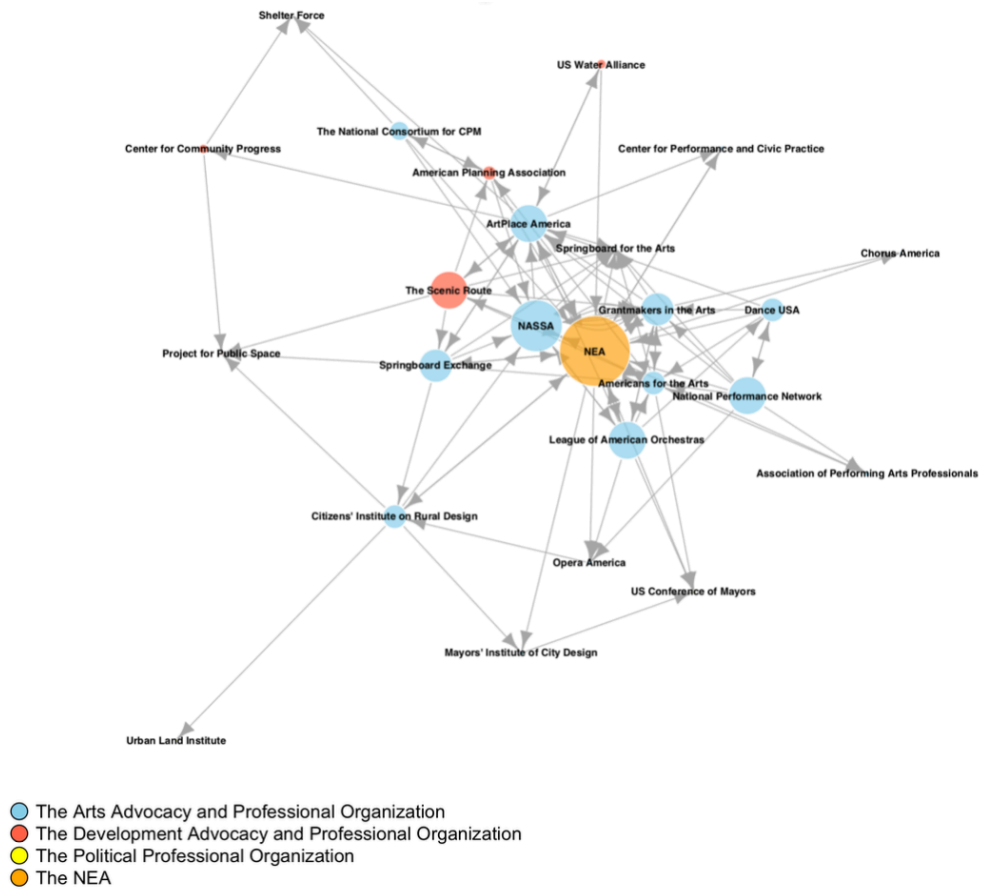 Shelter Force
US Water Alliance
The National Consortium for CPM
Center for Community Progress
Center for Performance and Civic Practice
American Planning Association
ArtPlace America
Springboard for the Arts
Chorus America
The Scenic Route
Grantmakers in the Arts
Dance USA
NASSA
NEA
Project for Public Space
Springboard Exchange
Americans for the Arts
National Performance Network
League of American Orchestras
Association of Performing Arts Professionals
Citizens' Institute on Rural Design
Opera America
US Conference of Mayors
Mayors' Institute of City Design
Urban Land Institute
The Arts Advocacy and Professional Organization
The Development Advocacy and Professional Organization
The Political Professional Organization
The NEA